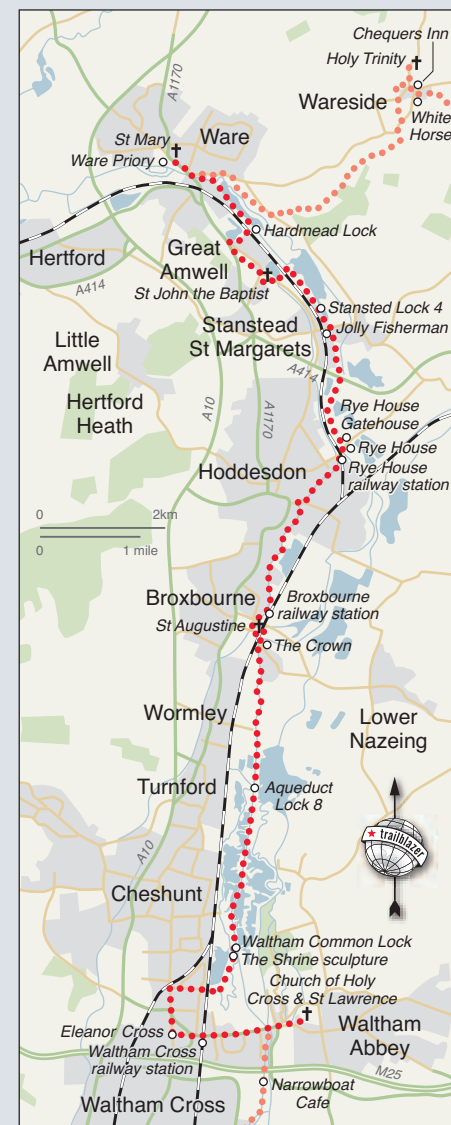 Chequers Inn
Holy Trinity
Wareside
White
Horse
A1170
St Mary
Ware
Ware Priory
Hardmead Lock
Hertford
Great
Amwell
A414
St John the Baptist
Stansted Lock 4
Stanstead
St Margarets
Jolly Fisherman
Little
Amwell
A414
A10
A1170
Hertford
Heath
Rye House
Gatehouse
Rye House
Hoddesdon
Rye House
railway station
0 2km
0 1 mile
Broxbourne
Broxbourne
railway station
St Augustine
The Crown
Wormley
Lower
Nazeing
Turnford
Aqueduct
Lock 8
trailblazer
A10
Cheshunt
Waltham Common Lock
The Shrine sculpture
Church of Holy
Cross & St Lawrence
Eleanor Cross
Waltham
Abbey
Waltham Cross
railway station
M25
Narrowboat
Cafe
Waltham Cross